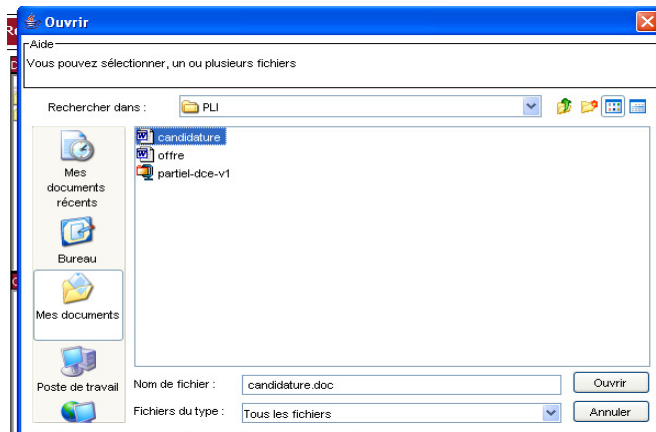 Ouvrir
Aide
Vous pouvez sélectionner, un ou plusieurs fichiers
Rechercher dans :
PLI
candidature
offre
partiel-dce-v1
Mes
documents
récents
Bureau
Mes documents
Poste de travail
Nom de fichier :
candidature.doc
Ouvrir
Fichiers du type :
Tous les fichiers
Annuler